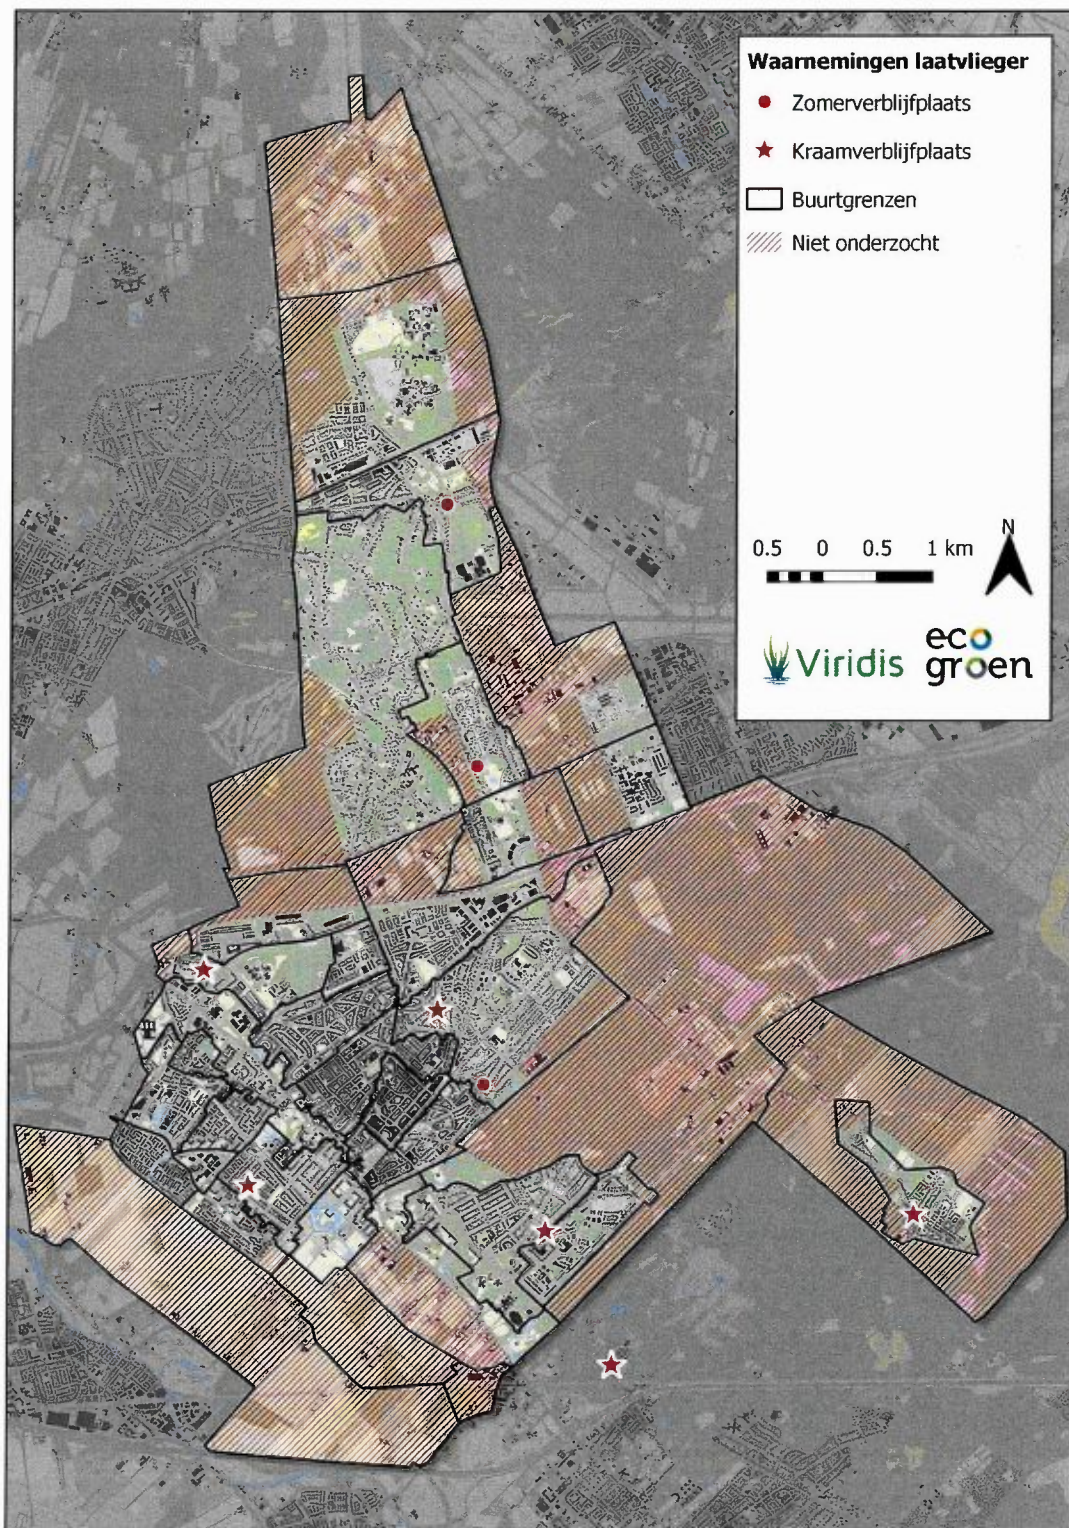 Waarnemingen laatvlieger
Zomerverblijfplaats
Kraamverblijfplaats
Buurtgrenzen
Niet onderzocht
N
0.5 0 0.5 1 km
Viridis
eco
groen